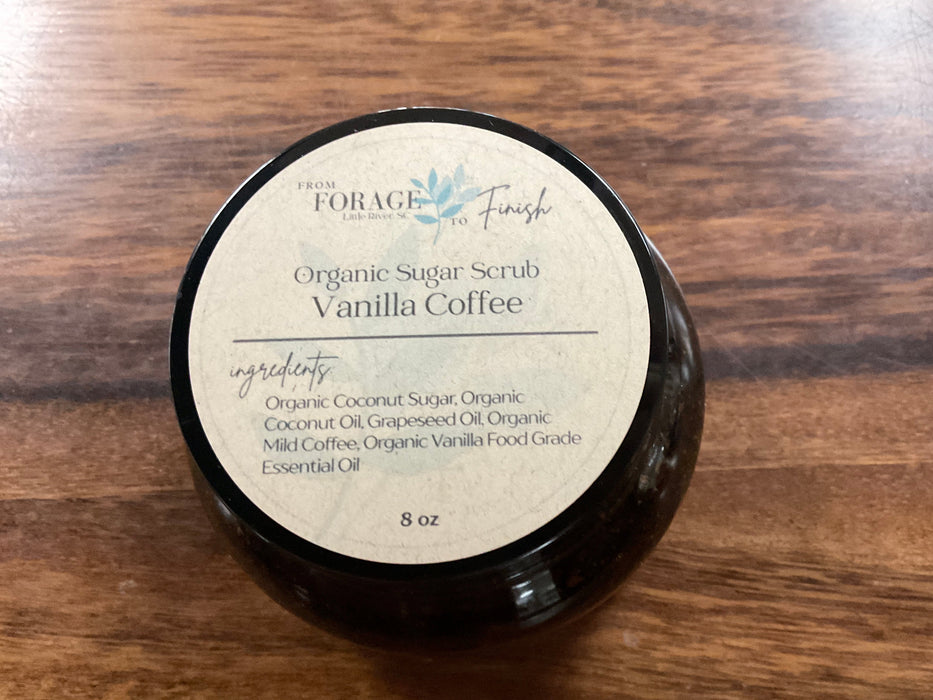 FROM
FORAGE
Little River, SC
TO Finish
Organic Sugar Scrub
Vanilla Coffee
ingredients:
Organic Coconut Sugar, Organic
Coconut Oil, Grapeseed Oil, Organic
Mild Coffee, Organic Vanilla Food Grade
Essential Oil
8 oz